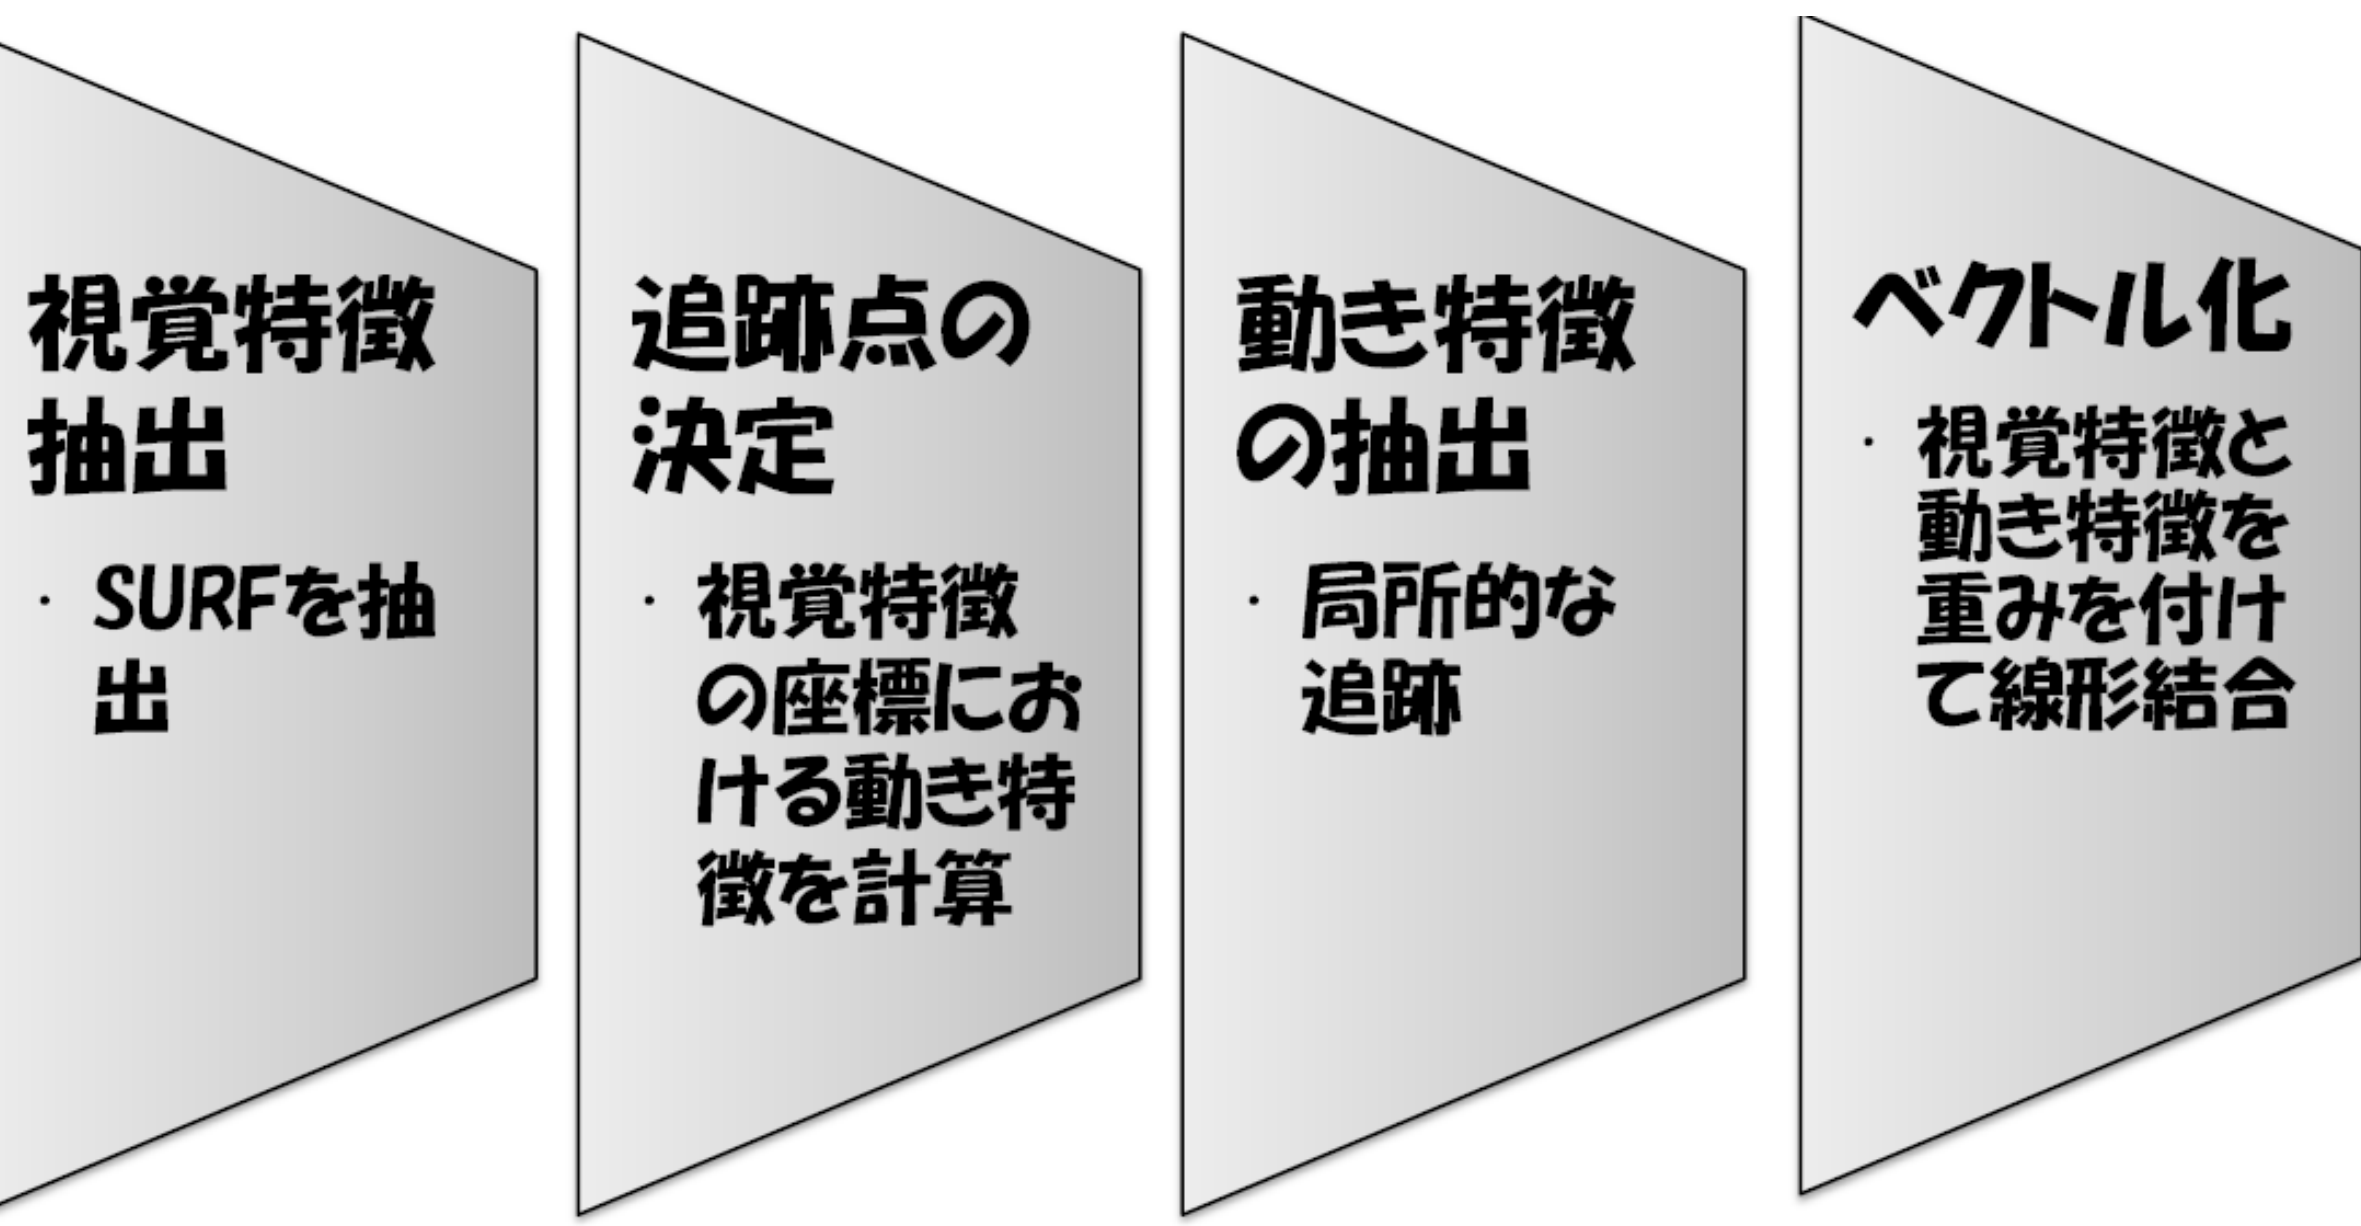 視覚特徴
抽出
・ SURFを抽
出
追跡点の
決定
・ 視覚特徴
の座標にお
ける動き特
徴を計算
動き特徴
の抽出
・ 局所的な
追跡
ベクトル化
・ 視覚特徴と
動き特徴を
重みを付け
て線形結合